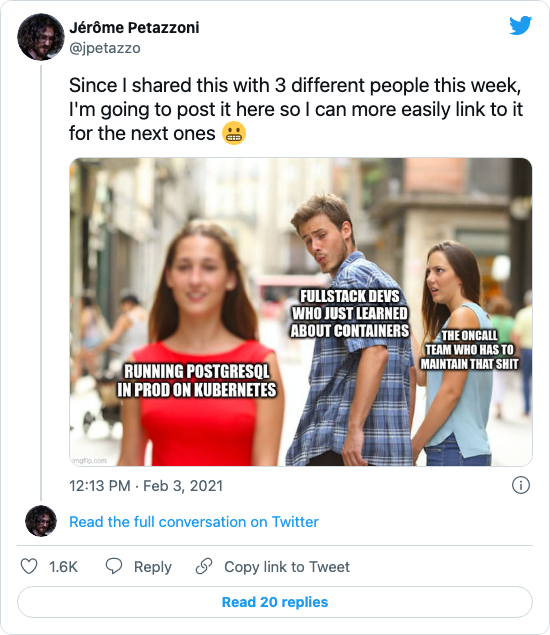 Jérôme Petazzoni
@jpetazzo
Since I shared this with 3 different people this week,
I'm going to post it here so I can more easily link to it
for the next ones 😬
FULLSTACK DEVS
WHO JUST LEARNED
ABOUT CONTAINERS
THE ONCALL
TEAM WHO HAS TO
MAINTAIN THAT SHIT
RUNNING POSTGRESQL
IN PROD ON KUBERNETES
imgflip.com
12:13 PM · Feb 3, 2021
Read the full conversation on Twitter
1.6K Reply Copy link to Tweet
Read 20 replies